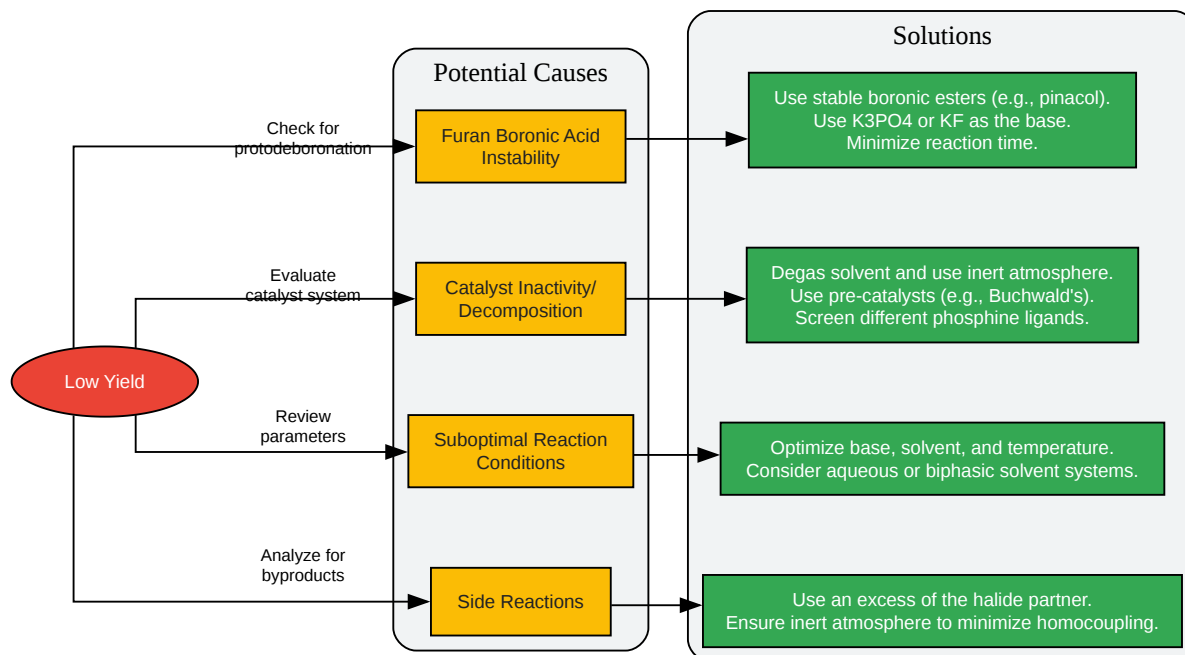 Solutions
Potential Causes
Check for
protodeboronation
Furan Boronic Acid
Instability
Use stable boronic esters (e.g., pinacol).
Use K3PO4 or KF as the base.
Minimize reaction time.
Evaluate
catalyst system
Catalyst Inactivity/
Decomposition
Degas solvent and use inert atmosphere.
Use pre-catalysts (e.g., Buchwald's).
Screen different phosphine ligands.
Low Yield
Review
parameters
Suboptimal Reaction
Conditions
Optimize base, solvent, and temperature.
Consider aqueous or biphasic solvent systems.
Analyze for
byproducts
Side Reactions
Use an excess of the halide partner.
Ensure inert atmosphere to minimize homocoupling.